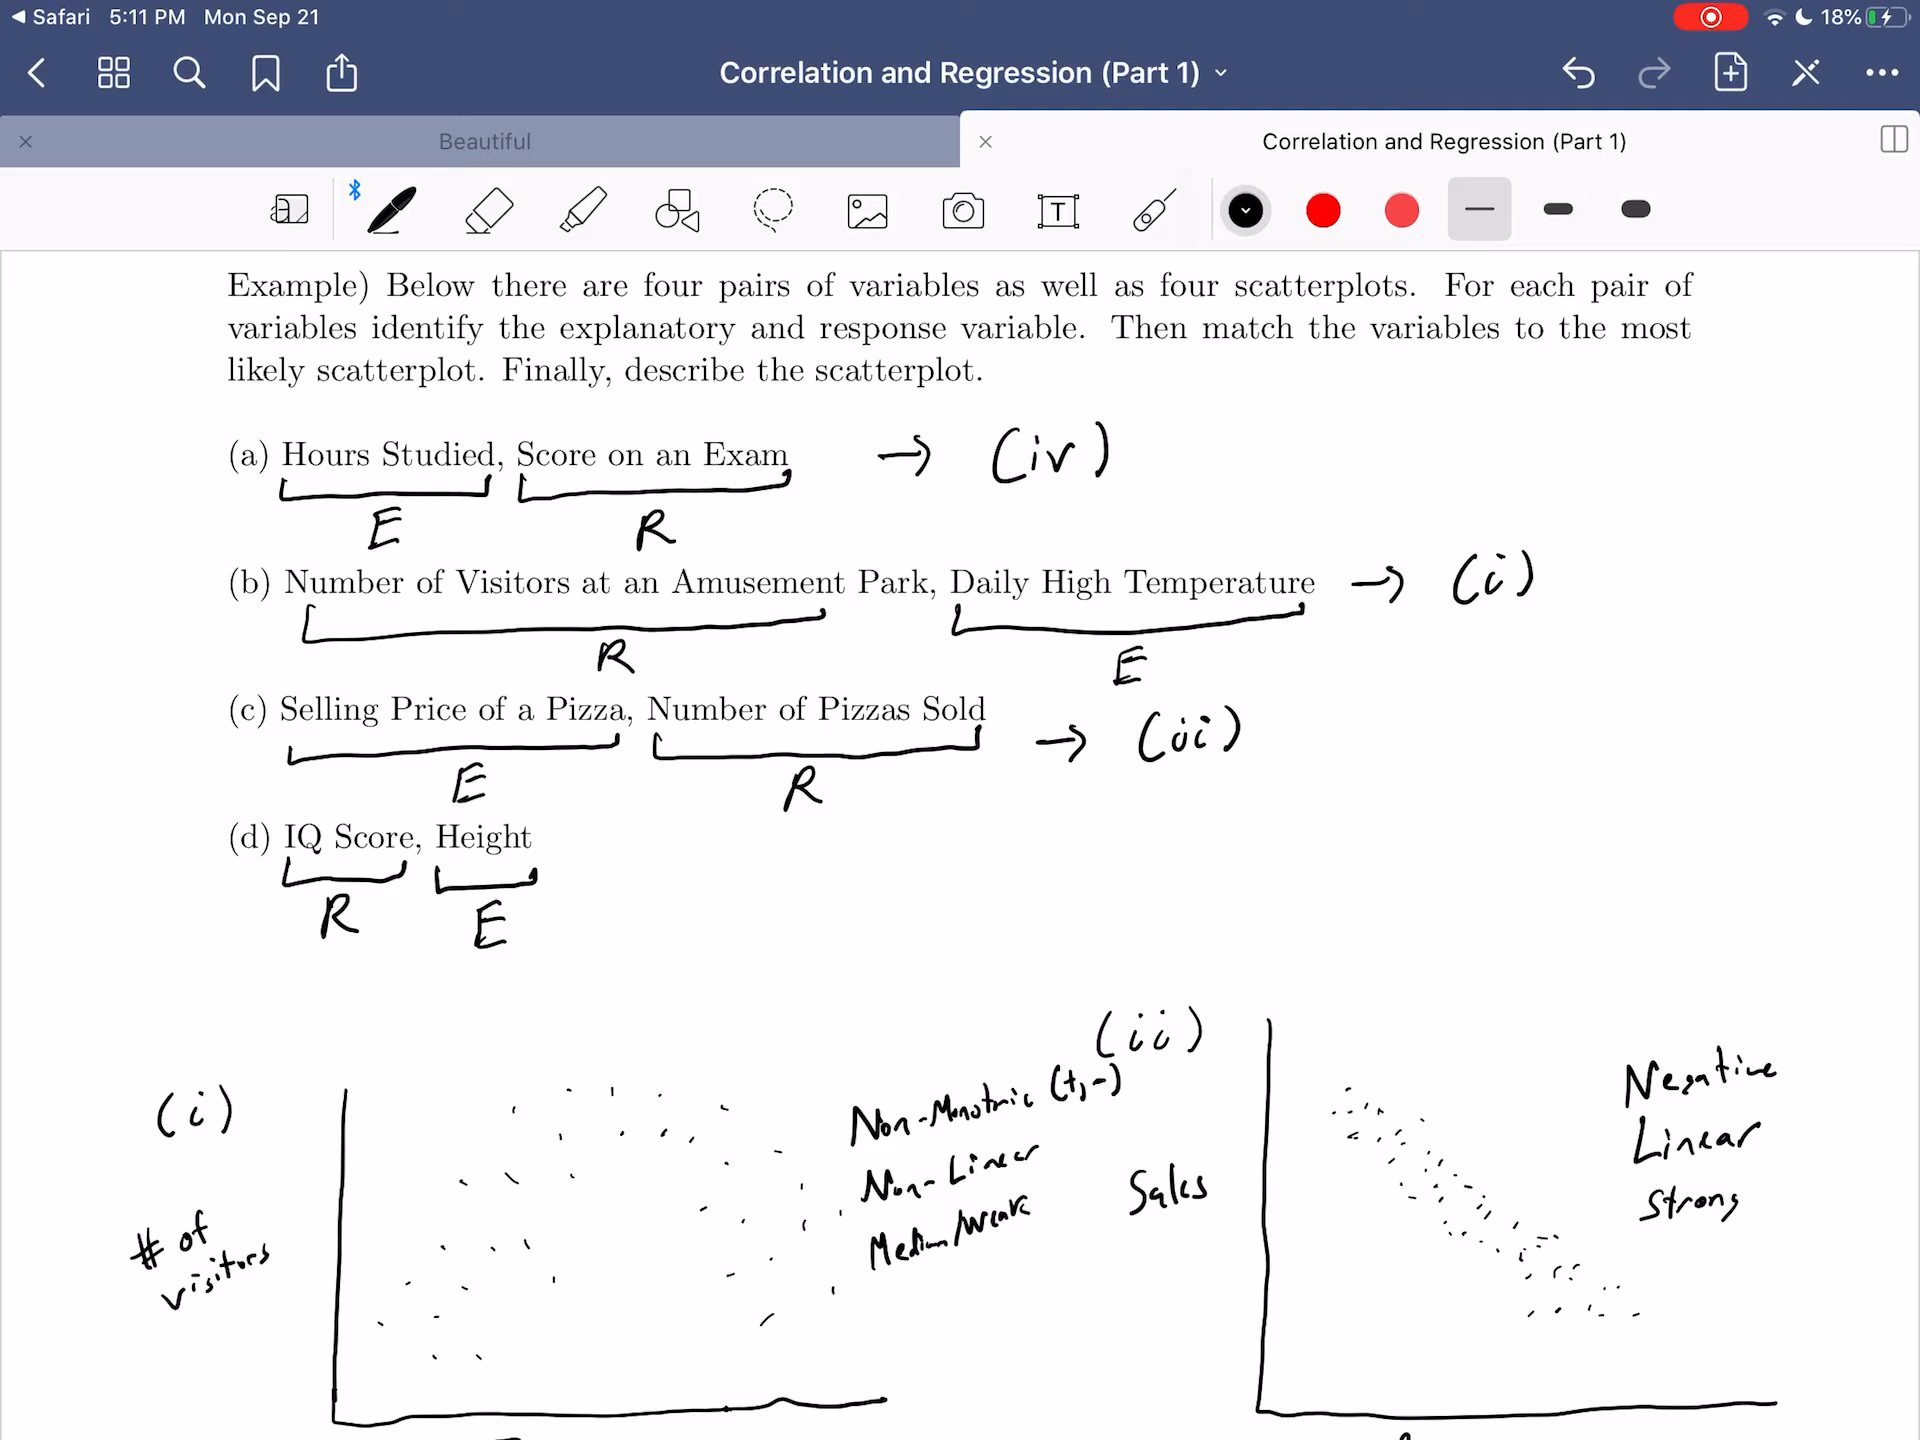 Safari 5:11 PM Mon Sep 21
18%
Correlation and Regression (Part 1)
Beautiful
Correlation and Regression (Part 1)
Example) Below there are four pairs of variables as well as four scatterplots. For each pair of
variables identify the explanatory and response variable. Then match the variables to the most
likely scatterplot. Finally, describe the scatterplot.
(a) Hours Studied, Score on an Exam → (iv)
E R
(b) Number of Visitors at an Amusement Park, Daily High Temperature → (i)
R E
(c) Selling Price of a Pizza, Number of Pizzas Sold → (ii)
E R
(d) IQ Score, Height
R E
(i)
# of
visitors
Non-Monotonic (+,-)
Non-Linear
Medium/Weak
(ii)
Sales
Negative
Linear
Strong